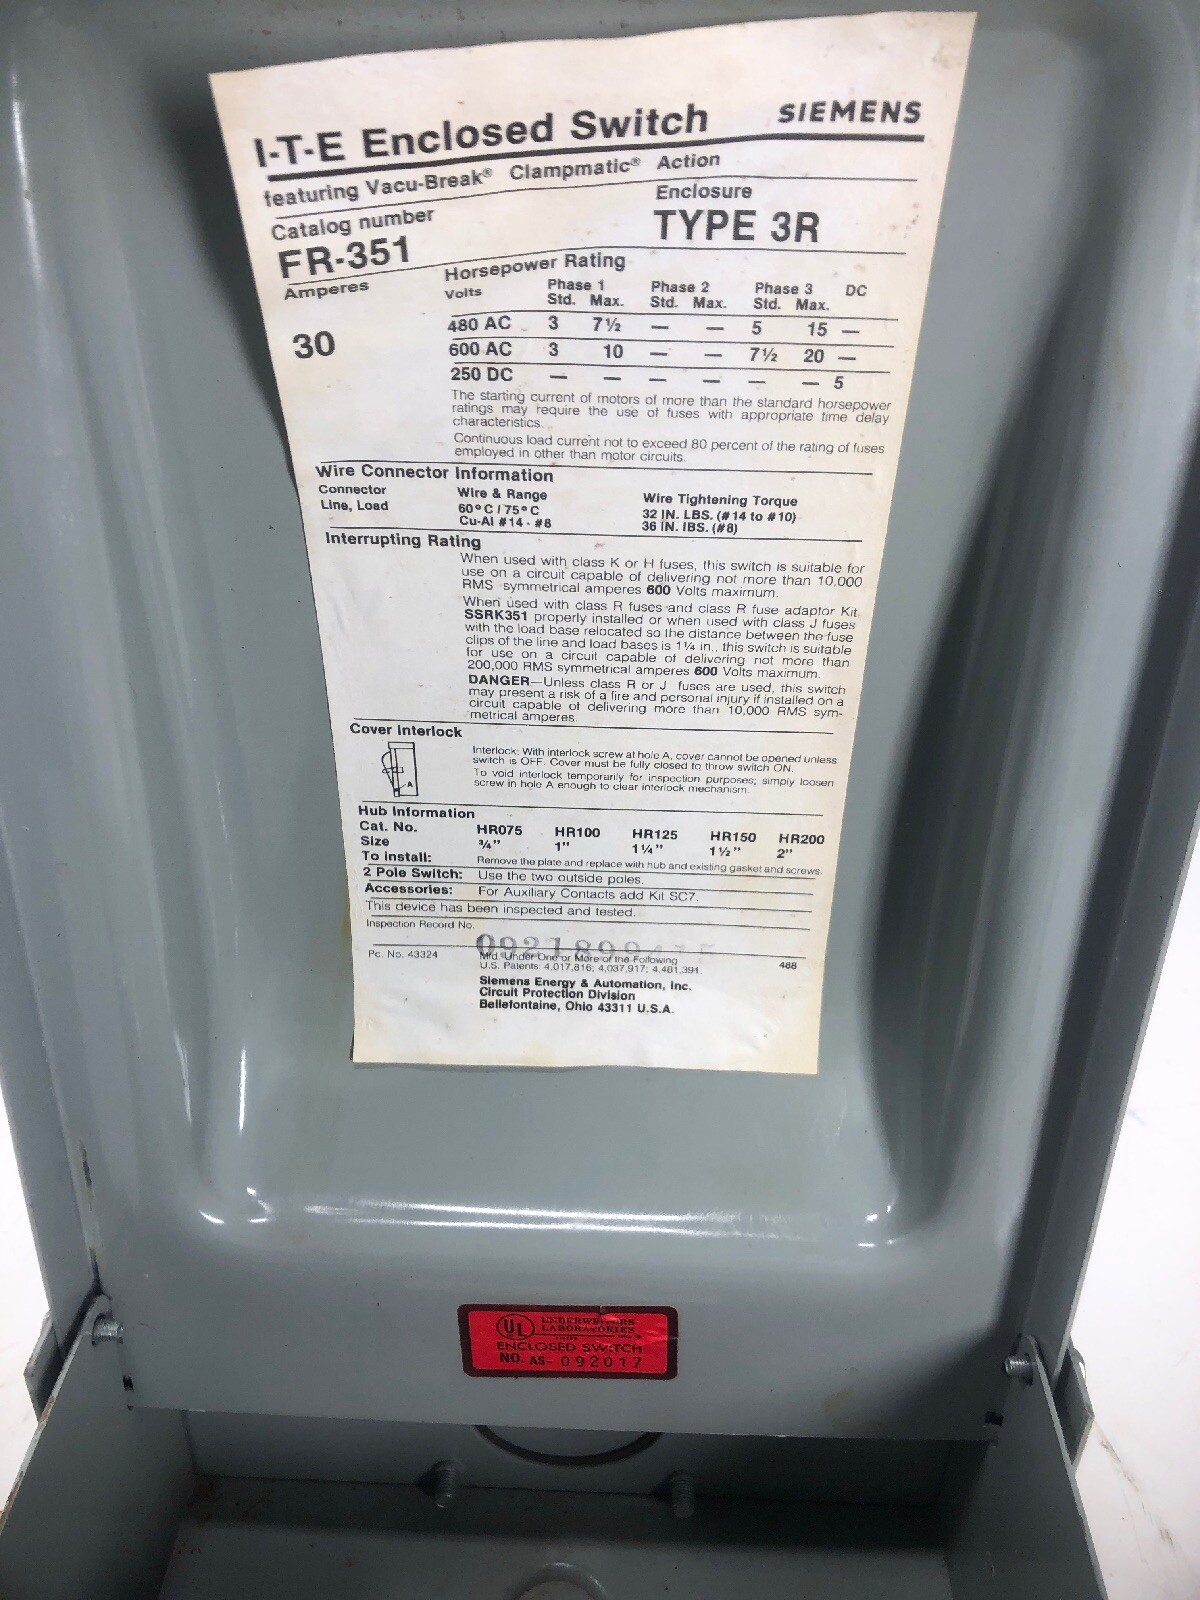 I-T-E Enclosed Switch SIEMENS
featuring Vacu-Break® Clampmatic® Action
Catalog number Enclosure
FR-351 TYPE 3R
Amperes Horsepower Rating
Volts Phase 1 Phase 2 Phase 3 DC
Std. Max. Std. Max. Std. Max.
30
480 AC 3 7½ — — 5 15 —
600 AC 3 10 — — 7½ 20 —
250 DC — — — — — — 5
The starting current of motors of more than the standard horsepower
ratings may require the use of fuses with appropriate time delay
characteristics.
Continuous load current not to exceed 80 percent of the rating of fuses
employed in other than motor circuits.
Wire Connector Information
Connector Wire & Range Wire Tightening Torque
Line, Load 60°C/75°C 32 IN. LBS. (#14 to #10)
Cu-Al #14 - #8 36 IN. IBS. (#8)
Interrupting Rating
When used with class K or H fuses, this switch is suitable for
use on a circuit capable of delivering not more than 10,000
RMS symmetrical amperes 600 Volts maximum.
When used with class R fuses and class R fuse adaptor Kit
SSRK351 properly installed or when used with class J fuses
with the load base relocated so the distance between the fuse
clips of the line and load bases is 1¼ in., this switch is suitable
for use on a circuit capable of delivering not more than
200,000 RMS symmetrical amperes 600 Volts maximum.
DANGER—Unless class R or J fuses are used, this switch
may present a risk of a fire and personal injury if installed on a
circuit capable of delivering more than 10,000 RMS sym-
metrical amperes.
Cover Interlock
Interlock: With interlock screw at hole A, cover cannot be opened unless
switch is OFF. Cover must be fully closed to throw switch ON.
To void interlock temporarily for inspection purposes; simply loosen
screw in hole A enough to clear interlock mechanism.
A
Hub Information
Cat. No. HR075 HR100 HR125 HR150 HR200
Size ¾" 1" 1¼" 1½" 2"
To install: Remove the plate and replace with hub and existing gasket and screws.
2 Pole Switch: Use the two outside poles.
Accessories: For Auxiliary Contacts add Kit SC7.
This device has been inspected and tested.
Inspection Record No.
Pc. No. 43324 Mfd. Under One or More of the Following
U.S. Patents: 4,017,816; 4,037,917; 4,481,391. 488
Siemens Energy & Automation, Inc.
Circuit Protection Division
Bellefontaine, Ohio 43311 U.S.A.
UL UNDERWRITERS
LABORATORIES
ENCLOSED SWITCH
NO. AS- 092017